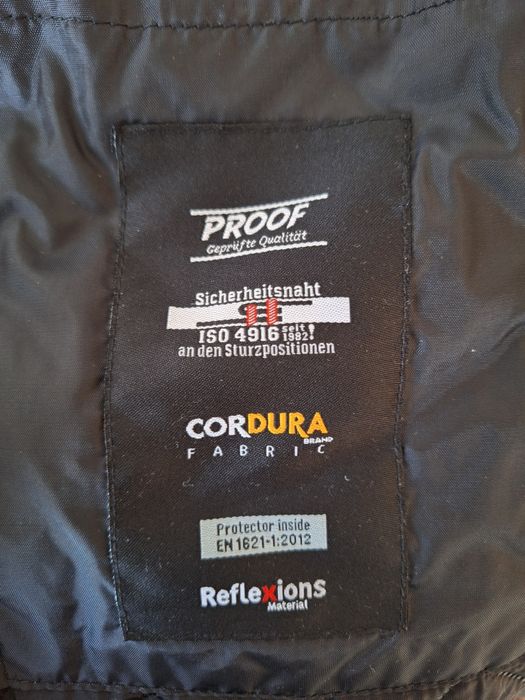 PROOF
Geprüfte Qualität
Sicherheitsnaht
ISO 4916 seit 1982!
an den Sturzpositionen
CORDURA
BRAND
FABRIC
Protector inside
EN 1621-1:2012
Reflexions
Material